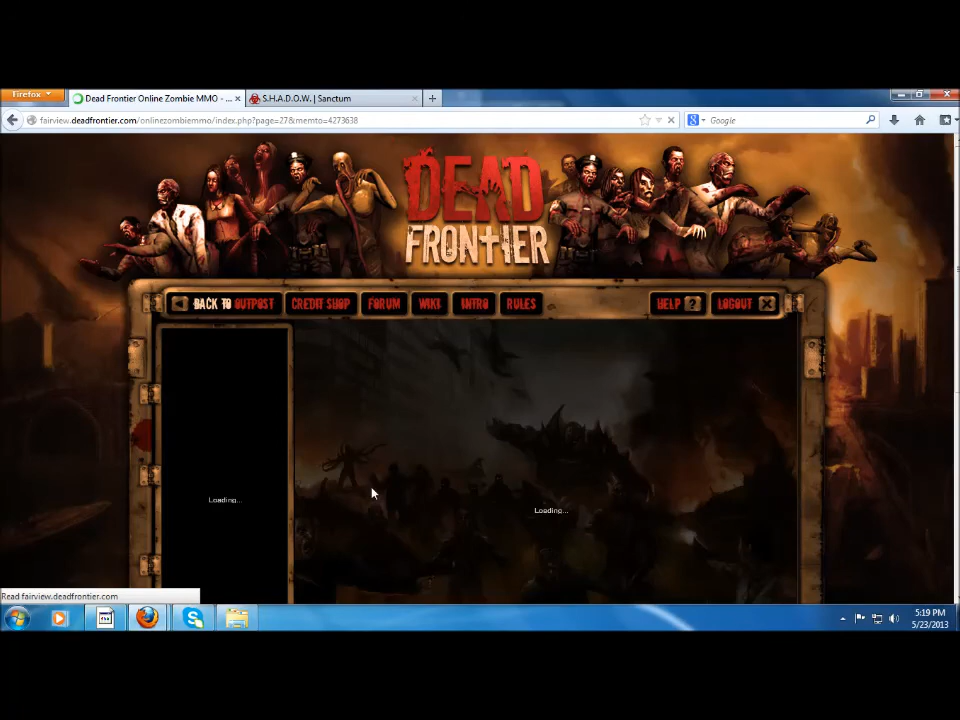 Firefox
Dead Frontier Online Zombie MMO - ...
S.H.A.D.O.W. | Sanctum
fairview.deadfrontier.com/onlinezombiemmo/index.php?page=27&memto=4273638
Google
DEAD
FRONTIER
BACK TO OUTPOST
CREDIT SHOP
FORUM
WIKI
INTRO
RULES
HELP ?
LOGOUT X
Loading...
Loading...
Read fairview.deadfrontier.com
5:19 PM
5/23/2013